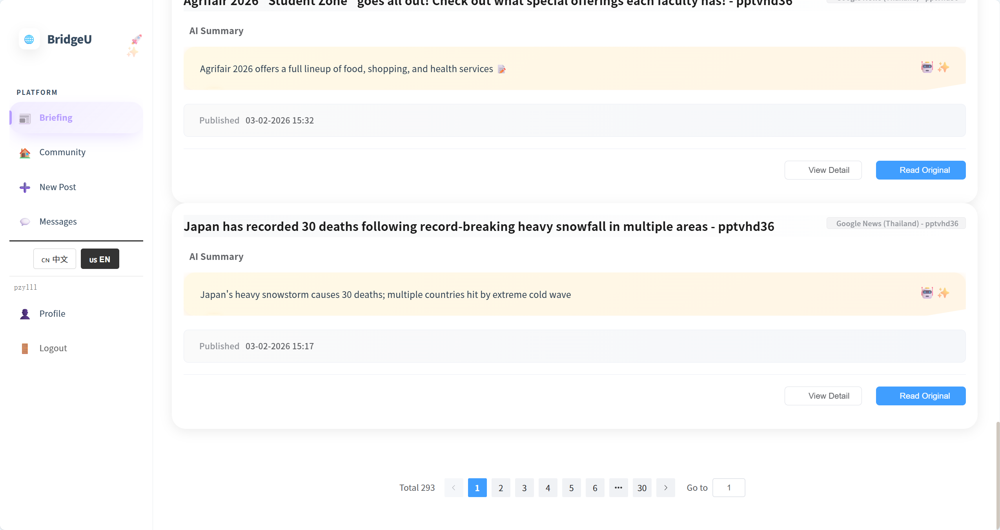 BridgeU
PLATFORM
Briefing
Community
New Post
Messages
CN 中文
US EN
pzylll
Profile
Logout
Agrifair 2026 "Student Zone" goes all out! Check out what special offerings each faculty has! - pptvhd36
Google News (Thailand) - pptvhd36
AI Summary
Agrifair 2026 offers a full lineup of food, shopping, and health services
Published 03-02-2026 15:32
View Detail
Read Original
Japan has recorded 30 deaths following record-breaking heavy snowfall in multiple areas - pptvhd36
Google News (Thailand) - pptvhd36
AI Summary
Japan's heavy snowstorm causes 30 deaths; multiple countries hit by extreme cold wave
Published 03-02-2026 15:17
View Detail
Read Original
Total 293
1 2 3 4 5 6 ••• 30
Go to 1